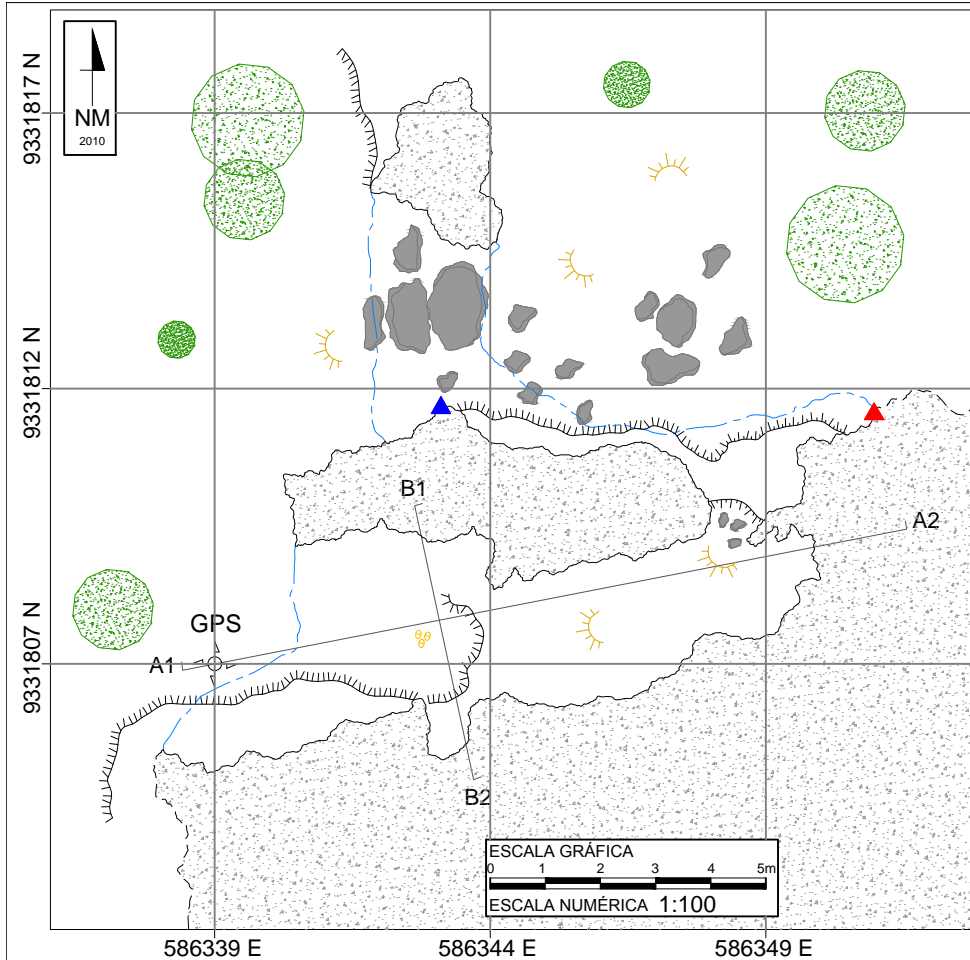 NM
2010
9331817 N
9331812 N
9331807 N
B1
A2
GPS
A1
B2
ESCALA GRÁFICA
0 1 2 3 4 5m
ESCALA NUMÉRICA 1:100
586339 E 586344 E 586349 E